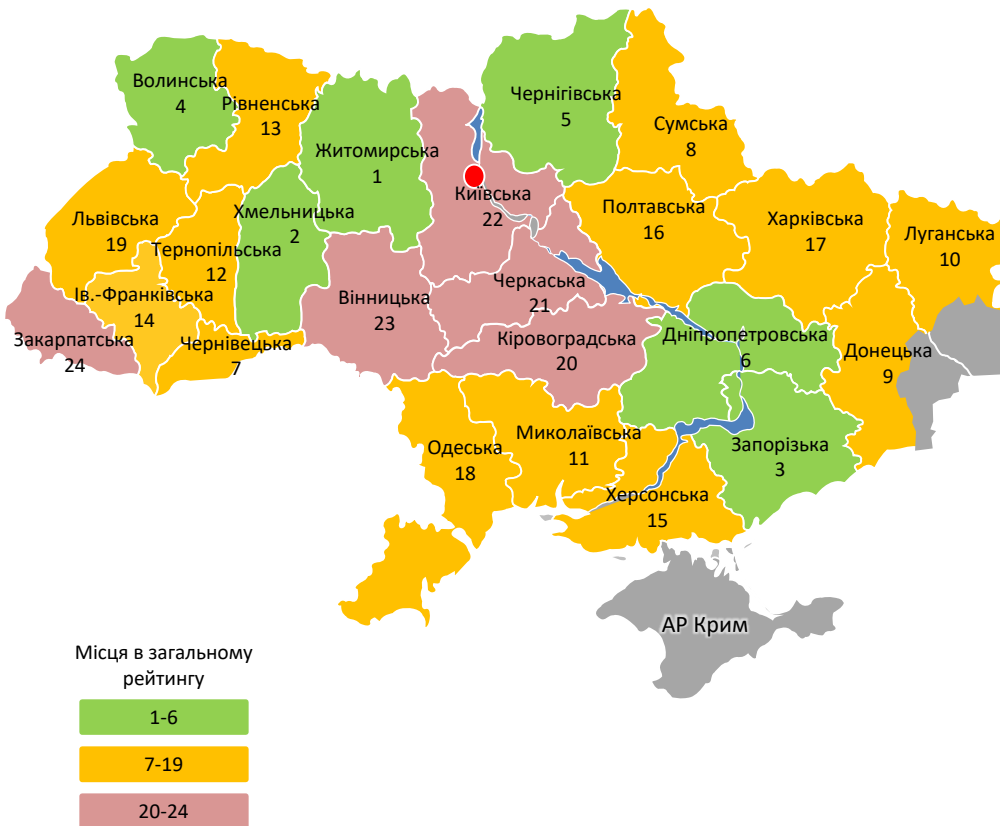 Волинська
4
Рівненська
13
Житомирська
1
Чернігівська
5
Сумська
8
Київська
22
Львівська
19
Тернопільська
12
Хмельницька
2
Полтавська
16
Харківська
17
Луганська
10
Ів.-Франківська
14
Вінницька
23
Черкаська
21
Закарпатська
24
Чернівецька
7
Кіровоградська
20
Дніпропетровська
6
Донецька
9
Одеська
18
Миколаївська
11
Запорізька
3
Херсонська
15
АР Крим
Місця в загальному
рейтингу
1-6
7-19
20-24